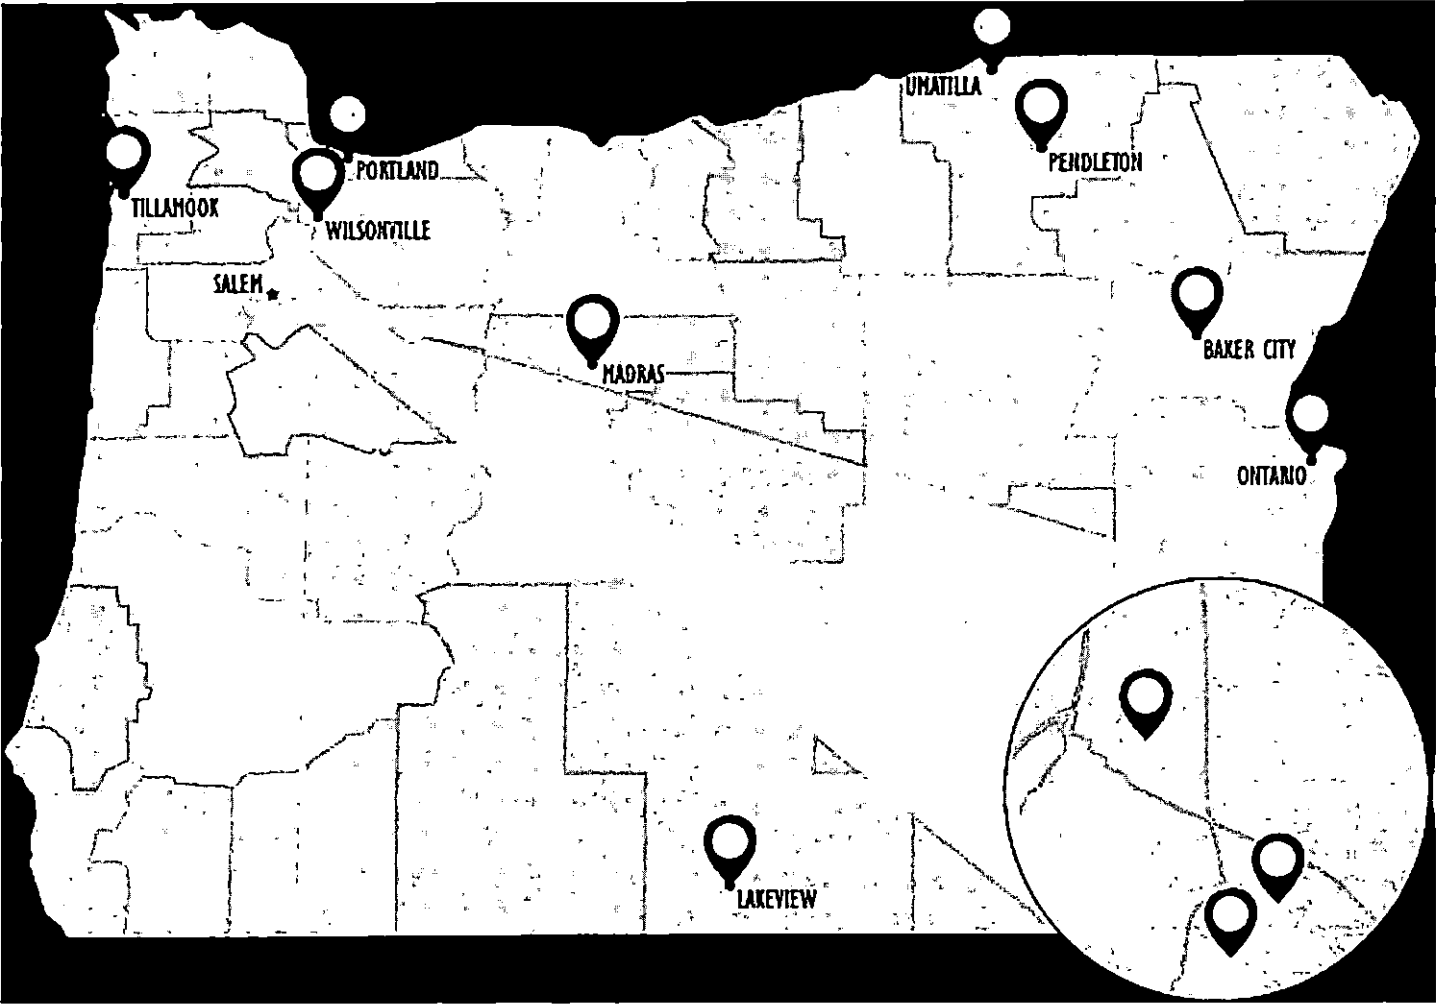 UMATILLA
PENDLETON
PORTLAND
TILLAMOOK
WILSONVILLE
SALEM
BAKER CITY
MADRAS
ONTARIO
LAKEVIEW